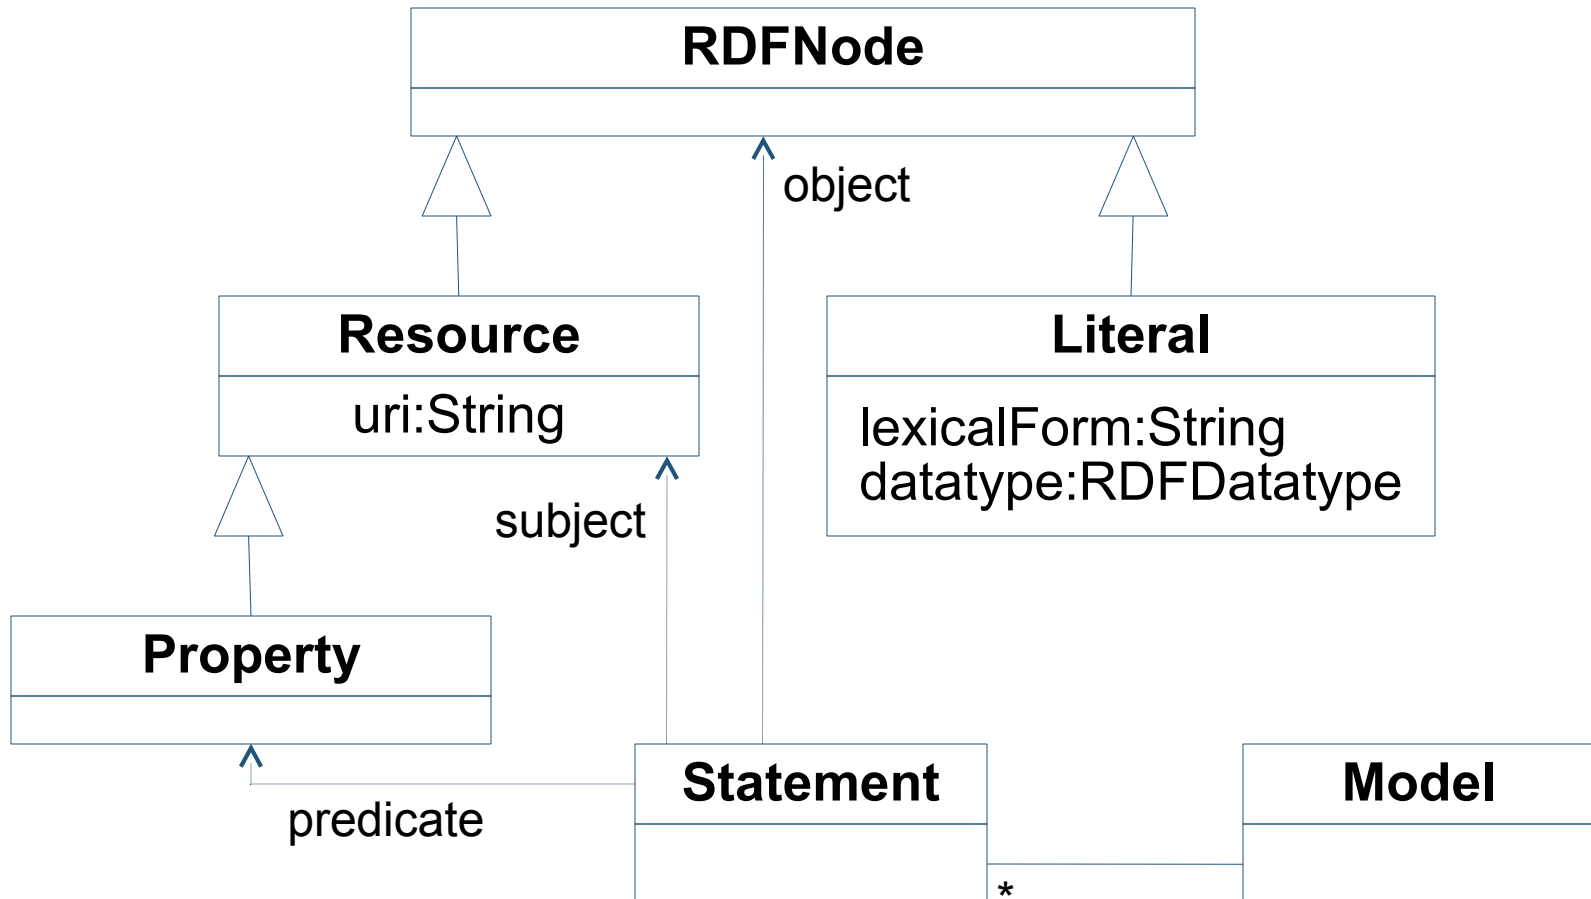 RDFNode
object
Resource
uri:String
Literal
lexicalForm:String
datatype:RDFDatatype
subject
Property
predicate
Statement
Model
*